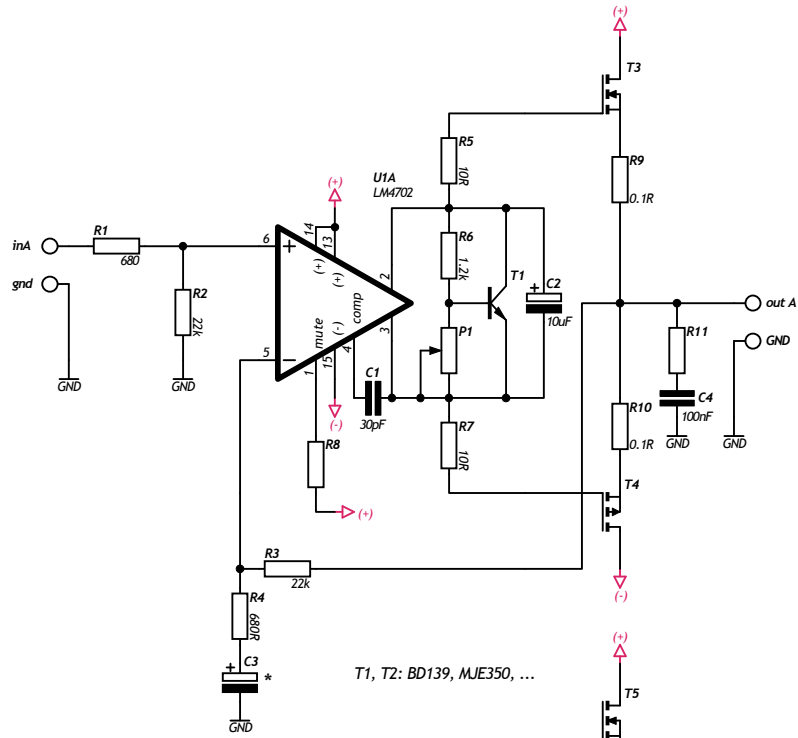 (+)
T3
R5
10R
U1A
LM4702
(+)
R9
0.1R
inA
R1
680
6
+
14
13
(+)
(+)
2
R6
1.2k
T1
C2
+
10uF
out A
gnd
R2
22k
comp
mute
(-)
3
4
5
1
15
P1
R11
GND
GND
GND
C1
30pF
(-)
C4
100nF
R10
0.1R
GND
GND
R7
10R
R8
(+)
T4
(-)
R3
22k
R4
680R
C3
+
*
GND
T1, T2: BD139, MJE350, ...
(+)
T5